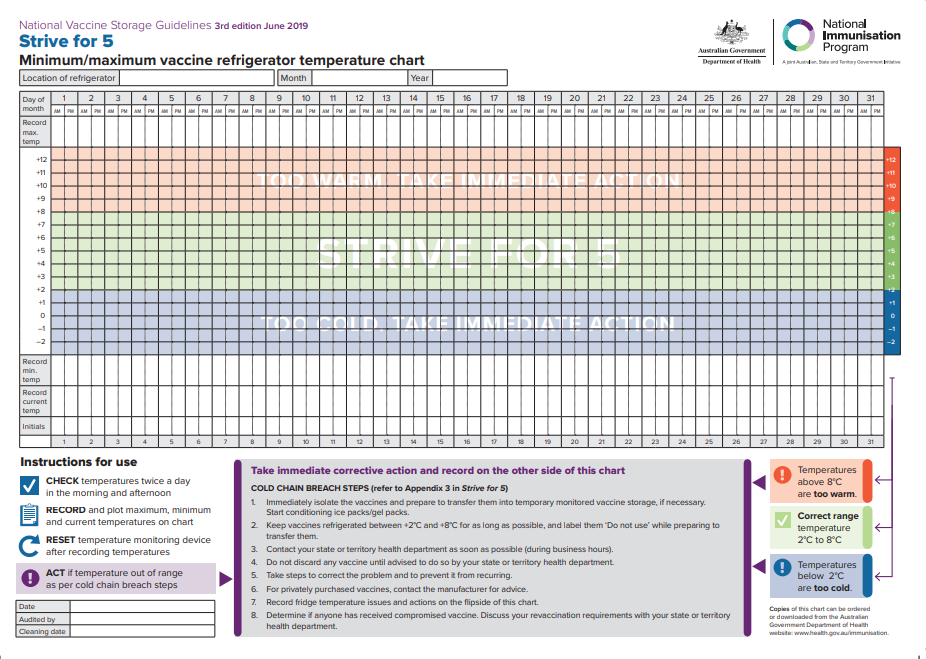 National Vaccine Storage Guidelines 3rd edition June 2019
Strive for 5
Minimum/maximum vaccine refrigerator temperature chart
Australian Government
Department of Health
National
Immunisation
Program
A joint Australian, State and Territory Government Initiative
Location of refrigerator Month Year
Day of month 1 2 3 4 5 6 7 8 9 10 11 12 13 14 15 16 17 18 19 20 21 22 23 24 25 26 27 28 29 30 31
AM PM AM PM AM PM AM PM AM PM AM PM AM PM AM PM AM PM AM PM AM PM AM PM AM PM AM PM AM PM AM PM AM PM AM PM AM PM AM PM AM PM AM PM AM PM AM PM AM PM AM PM AM PM AM PM AM PM AM PM AM PM
Record
max.
temp
+12 +12
+11 +11
TOO WARM. TAKE IMMEDIATE ACTION
+10 +10
+9 +9
+8 +8
+7 +7
+6 +6
STRIVE FOR 5
+5 +5
+4 +4
+3 +3
+2 +2
+1 +1
0 0
TOO COLD. TAKE IMMEDIATE ACTION
–1 –1
–2 –2
Record
min.
temp
Record
current
temp
Initials
1 2 3 4 5 6 7 8 9 10 11 12 13 14 15 16 17 18 19 20 21 22 23 24 25 26 27 28 29 30 31
Instructions for use
CHECK temperatures twice a day
in the morning and afternoon
RECORD and plot maximum, minimum
and current temperatures on chart
RESET temperature monitoring device
after recording temperatures
ACT if temperature out of range
as per cold chain breach steps
Date
Audited by
Cleaning date
Take immediate corrective action and record on the other side of this chart
COLD CHAIN BREACH STEPS (refer to Appendix 3 in Strive for 5)
1. Immediately isolate the vaccines and prepare to transfer them into temporary monitored vaccine storage, if necessary.
Start conditioning ice packs/gel packs.
2. Keep vaccines refrigerated between +2°C and +8°C for as long as possible, and label them ‘Do not use’ while preparing to
transfer them.
3. Contact your state or territory health department as soon as possible (during business hours).
4. Do not discard any vaccine until advised to do so by your state or territory health department.
5. Take steps to correct the problem and to prevent it from recurring.
6. For privately purchased vaccines, contact the manufacturer for advice.
7. Record fridge temperature issues and actions on the flipside of this chart.
8. Determine if anyone has received compromised vaccine. Discuss your revaccination requirements with your state or territory
health department.
Temperatures
above 8°C
are too warm.
Correct range
temperature
2°C to 8°C
Temperatures
below 2°C
are too cold.
Copies of this chart can be ordered
or downloaded from the Australian
Government Department of Health
website: www.health.gov.au/immunisation.